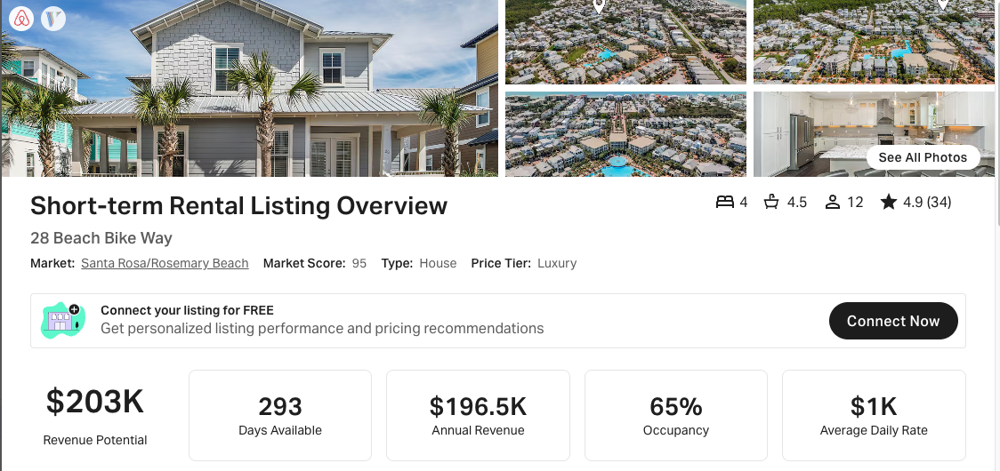 See All Photos
Short-term Rental Listing Overview
4 4.5 12 4.9 (34)
28 Beach Bike Way
Market: Santa Rosa/Rosemary Beach Market Score: 95 Type: House Price Tier: Luxury
Connect your listing for FREE
Get personalized listing performance and pricing recommendations
Connect Now
$203K
Revenue Potential
293
Days Available
$196.5K
Annual Revenue
65%
Occupancy
$1K
Average Daily Rate